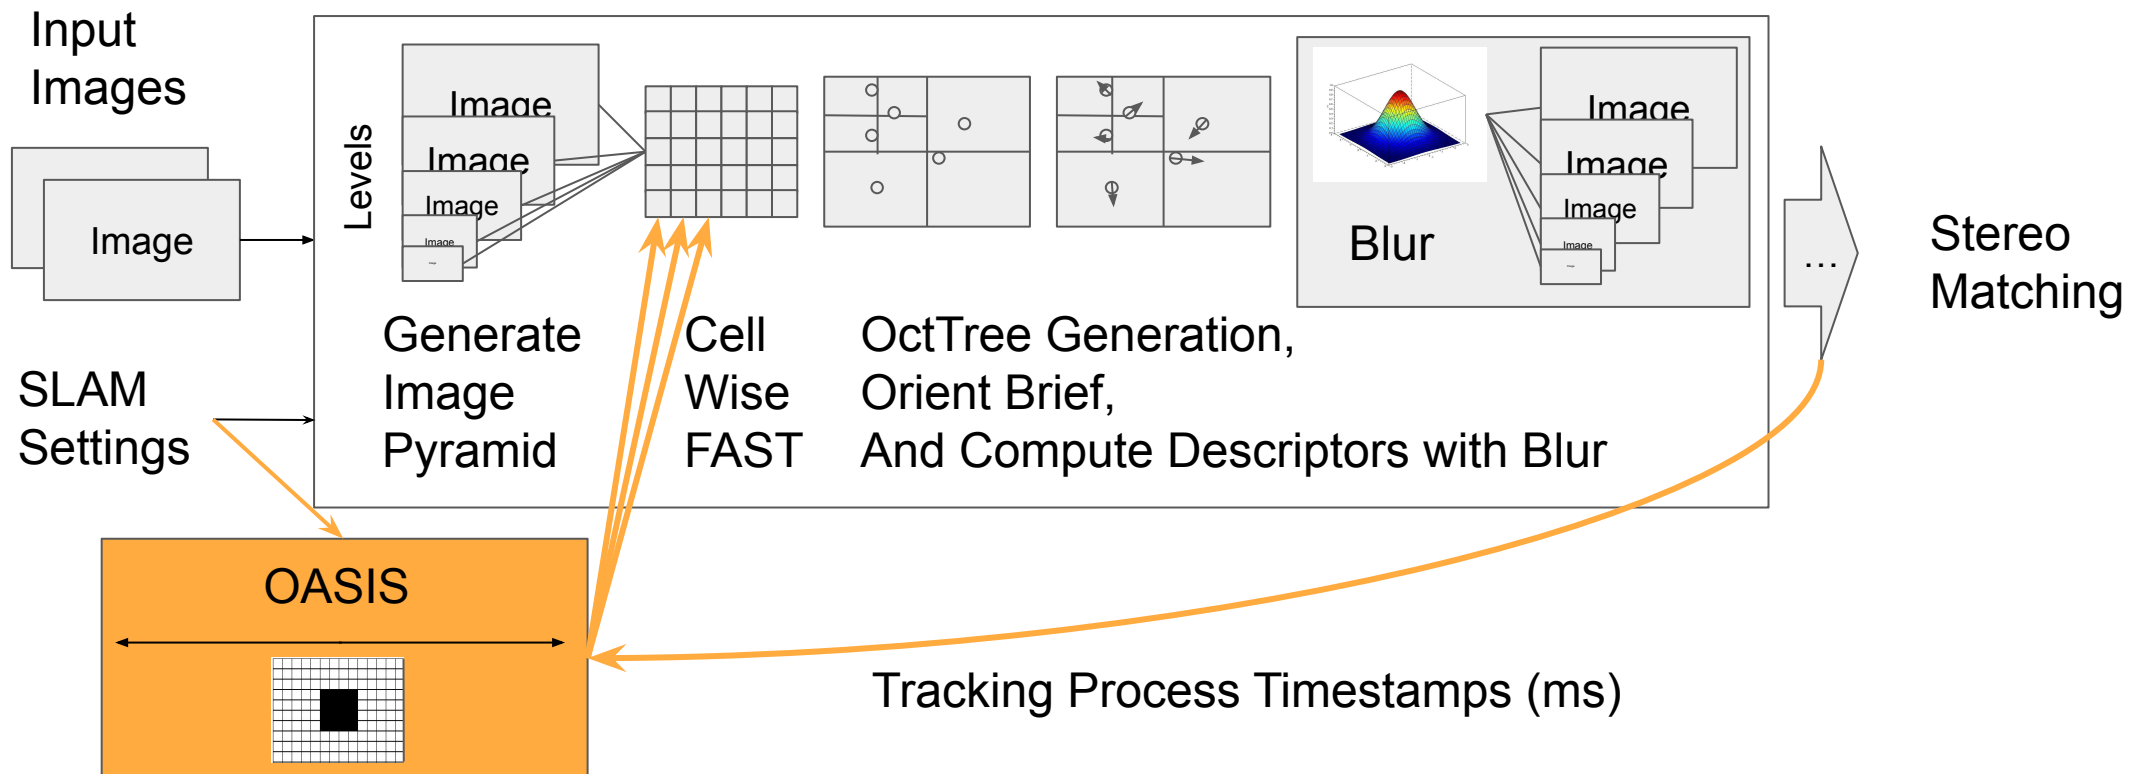 Input
Images
Image
SLAM
Settings
Levels
Image
Image
Image
Image
Generate
Image
Pyramid
Cell
Wise
FAST
OctTree Generation,
Orient Brief,
And Compute Descriptors with Blur
Blur
Image
Image
Image
Image
...
Stereo
Matching
OASIS
Tracking Process Timestamps (ms)